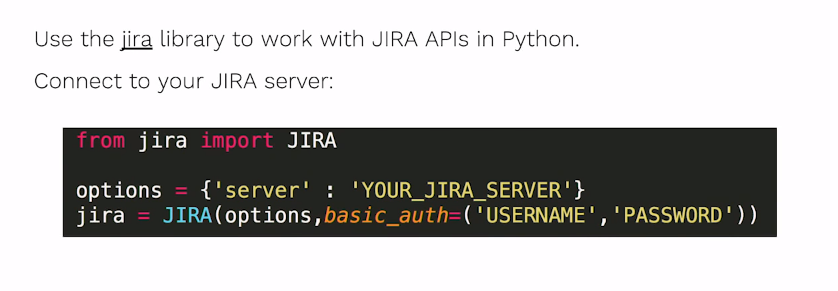 Use the jira library to work with JIRA APIs in Python.
Connect to your JIRA server:
from jira import JIRA
options = {'server' : 'YOUR_JIRA_SERVER'}
jira = JIRA(options,basic_auth=('USERNAME','PASSWORD'))